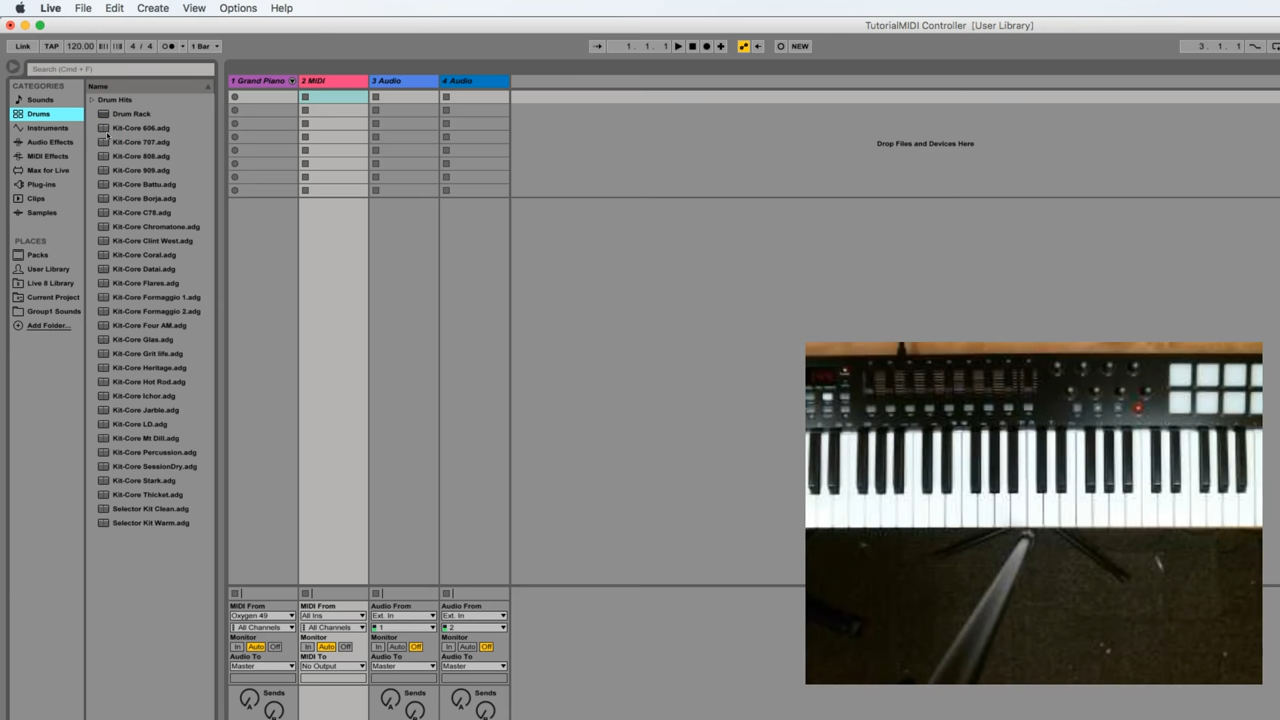 Live File Edit Create View Options Help
TutorialMIDI Controller [User Library]
Link TAP 120.00 4 / 4 1 Bar 1. 1. 1 NEW 3. 1. 1
Search (Cmd + F)
CATEGORIES
Sounds
Drums
Instruments
Audio Effects
MIDI Effects
Max for Live
Plug-ins
Clips
Samples
PLACES
Packs
User Library
Live 8 Library
Current Project
Group1 Sounds
Add Folder...
Name
Drum Hits
Drum Rack
Kit-Core 606.adg
Kit-Core 707.adg
Kit-Core 808.adg
Kit-Core 909.adg
Kit-Core Battu.adg
Kit-Core Borja.adg
Kit-Core C78.adg
Kit-Core Chromatone.adg
Kit-Core Clint West.adg
Kit-Core Coral.adg
Kit-Core Datai.adg
Kit-Core Flares.adg
Kit-Core Formaggio 1.adg
Kit-Core Formaggio 2.adg
Kit-Core Four AM.adg
Kit-Core Glas.adg
Kit-Core Grit life.adg
Kit-Core Heritage.adg
Kit-Core Hot Rod.adg
Kit-Core Ichor.adg
Kit-Core Jarble.adg
Kit-Core LD.adg
Kit-Core Mt Dill.adg
Kit-Core Percussion.adg
Kit-Core SessionDry.adg
Kit-Core Stark.adg
Kit-Core Thicket.adg
Selector Kit Clean.adg
Selector Kit Warm.adg
1 Grand Piano 2 MIDI 3 Audio 4 Audio
Drop Files and Devices Here
MIDI From MIDI From Audio From Audio From
Oxygen 49 All Ins Ext. In Ext. In
All Channels All Channels 1 2
Monitor Monitor Monitor Monitor
In Auto Off In Auto Off In Auto Off In Auto Off
Audio To MIDI To Audio To Audio To
Master No Output Master Master
Sends Sends Sends
A A A
B B B